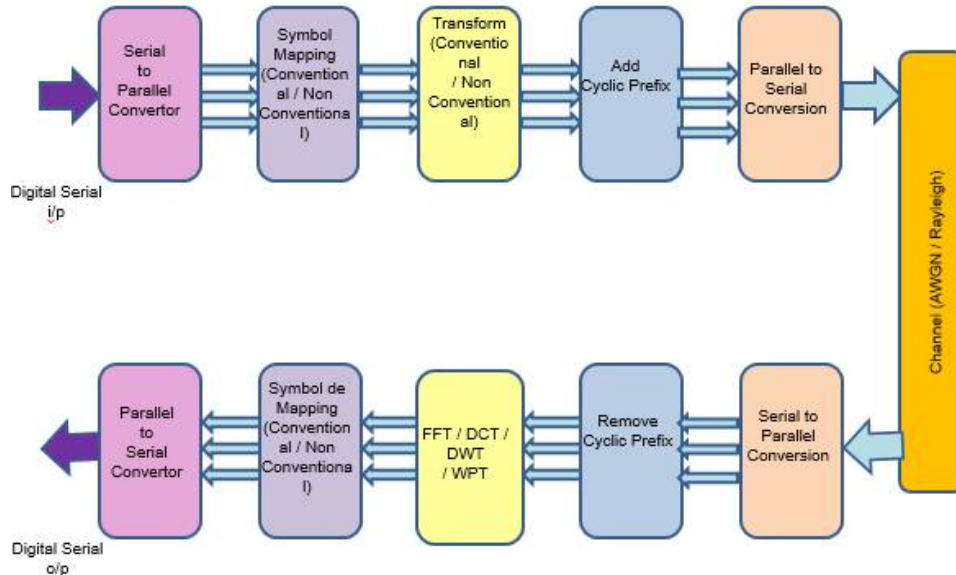 Serial
to
Parallel
Convertor
Symbol
Mapping
(Convention
al / Non
Conventiona
l)
Transform
(Conventio
nal
/ Non
Convention
al)
Add
Cyclic Prefix
Parallel to
Serial
Conversion
Digital Serial
i/p
Channel (AWGN / Rayleigh)
Parallel
to
Serial
Convertor
Symbol de
Mapping
(Convention
al / Non
Conventiona
l)
FFT / DCT /
DWT
/ WPT
Remove
Cyclic Prefix
Serial to
Parallel
Conversion
Digital Serial
o/p